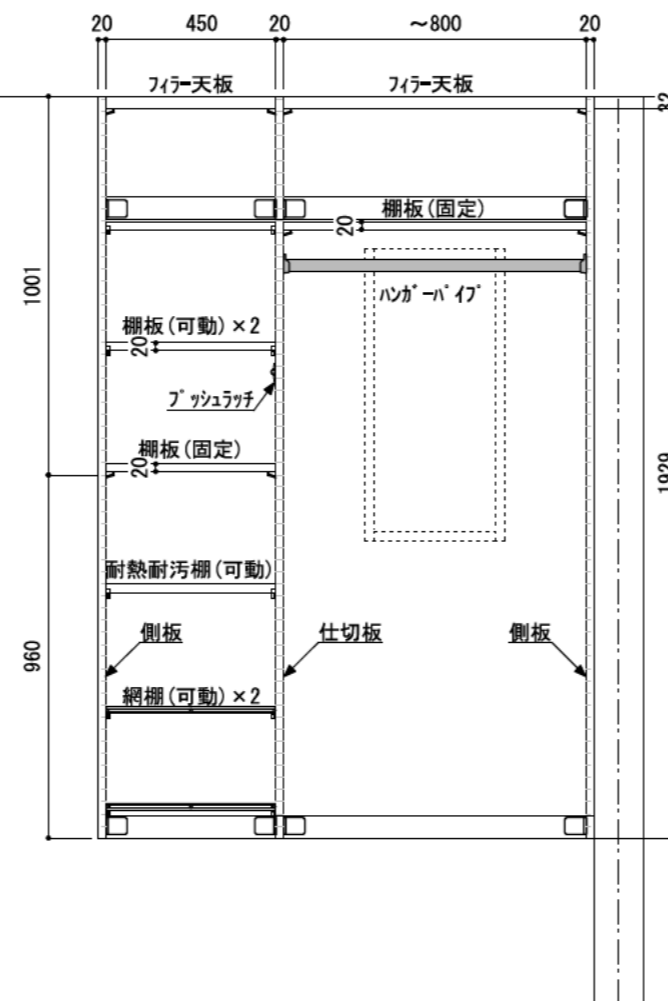 20 450 20 ～800 20
ﾌｨﾗｰ天板 ﾌｨﾗｰ天板
棚板(固定)
20
1001
ﾊﾝｶﾞｰﾊﾟｲﾌﾟ
棚板(可動)×2
20
ﾌﾟｯｼｭﾗｯﾁ
棚板(固定)
20
耐熱耐汚棚(可動)
960
側板 仕切板 側板
網棚(可動)×2